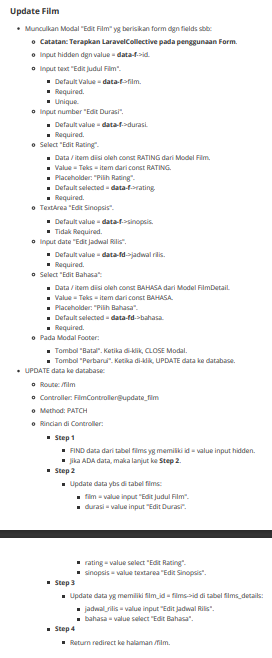 Update Film
Munculkan Modal "Edit Film" yg berisikan form dgn fields sbb:
Catatan: Terapkan LaravelCollective pada penggunaan Form.
Input hidden dgn value = data-f->id.
Input text "Edit Judul Film".
Default Value = data-f->film.
Required.
Unique.
Input number "Edit Durasi".
Default value = data-f->durasi.
Required.
Select "Edit Rating".
Data / item diisi oleh const RATING dari Model Film.
Value = Teks = item dari const RATING.
Placeholder: "Pilih Rating".
Default selected = data-f->rating.
Required.
TextArea "Edit Sinopsis".
Default value = data-f->sinopsis.
Tidak Required.
Input date "Edit Jadwal Rilis".
Default value = data-fd->jadwal rilis.
Required.
Select "Edit Bahasa":
Data / item diisi oleh const BAHASA dari Model FilmDetail.
Value = Teks = item dari const BAHASA.
Placeholder: "Pilih Bahasa".
Default selected = data-fd->bahasa.
Required.
Pada Modal Footer:
Tombol "Batal". Ketika di-klik, CLOSE Modal.
Tombol "Perbarui". Ketika di-klik, UPDATE data ke database.
UPDATE data ke database:
Route: /film
Controller: FilmController@update_film
Method: PATCH
Rincian di Controller:
Step 1
FIND data dari tabel films yg memiliki id = value input hidden.
Jika ADA data, maka lanjut ke Step 2.
Step 2
Update data ybs di tabel films:
film = value input "Edit Judul Film".
durasi = value input "Edit Durasi".
rating = value select "Edit Rating".
sinopsis = value textarea "Edit Sinopsis".
Step 3
Update data yg memiliki film_id = films->id di tabel films_details:
jadwal_rilis = value input "Edit Jadwal Rilis".
bahasa = value select "Edit Bahasa".
Step 4
Return redirect ke halaman /film.